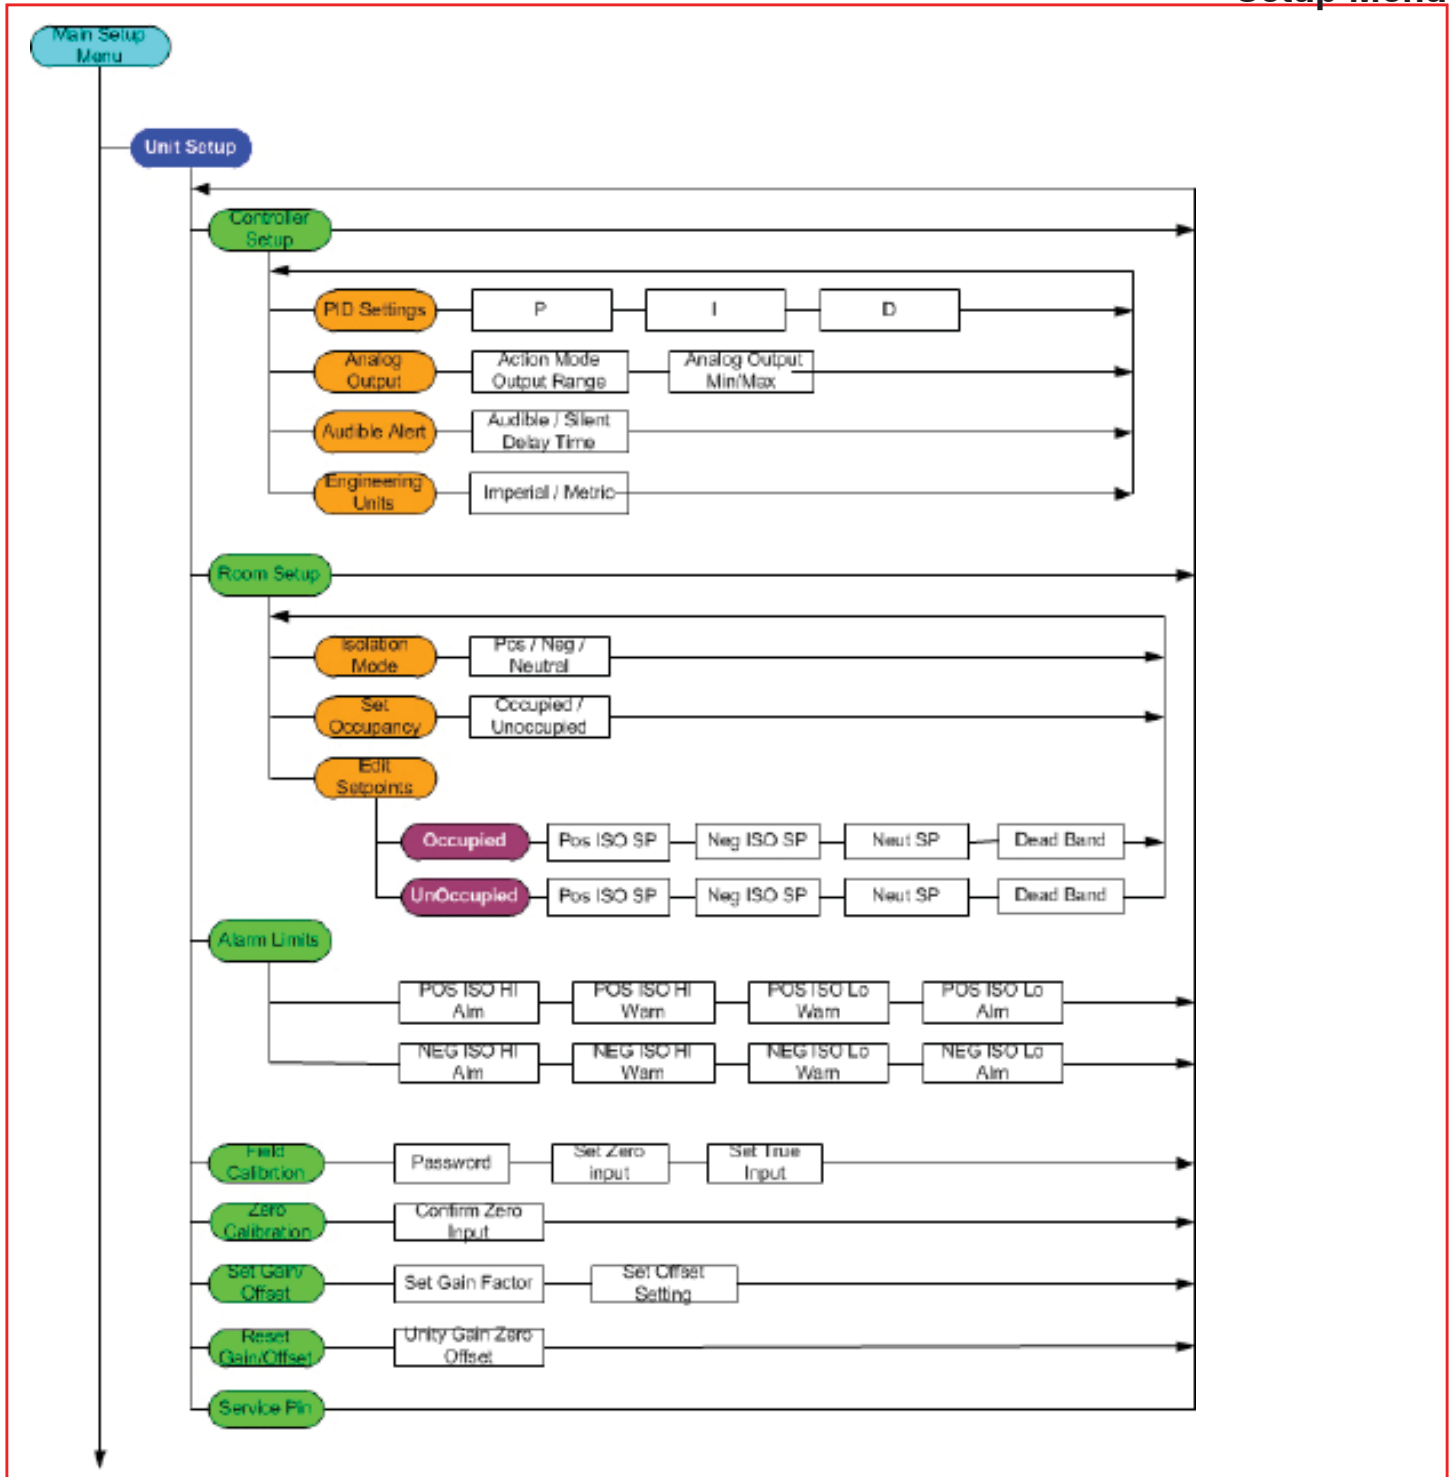 Setup Menu
Main Setup
Menu
Unit Setup
Controller
Setup
PID Settings
P
I
D
Analog
Output
Action Mode
Output Range
Analog Output
Min/Max
Audible Alert
Audible / Silent
Delay Time
Engineering
Units
Imperial / Metric
Room Setup
Isolation
Mode
Pos / Neg /
Neutral
Set
Occupancy
Occupied /
Unoccupied
Edit
Setpoints
Occupied
Pos ISO SP
Neg ISO SP
Neut SP
Dead Band
UnOccupied
Pos ISO SP
Neg ISO SP
Neut SP
Dead Band
Alarm Limits
POS ISO HI
Alm
POS ISO HI
Warn
POS ISO Lo
Warn
POS ISO Lo
Alm
NEG ISO HI
Alm
NEG ISO HI
Warn
NEG ISO Lo
Warn
NEG ISO Lo
Alm
Field
Calibrtion
Password
Set Zero
input
Set True
Input
Zero
Calibration
Confirm Zero
Input
Set Gain/
Offset
Set Gain Factor
Set Offset
Setting
Reset
Gain/Offset
Unity Gain Zero
Offset
Service Pin